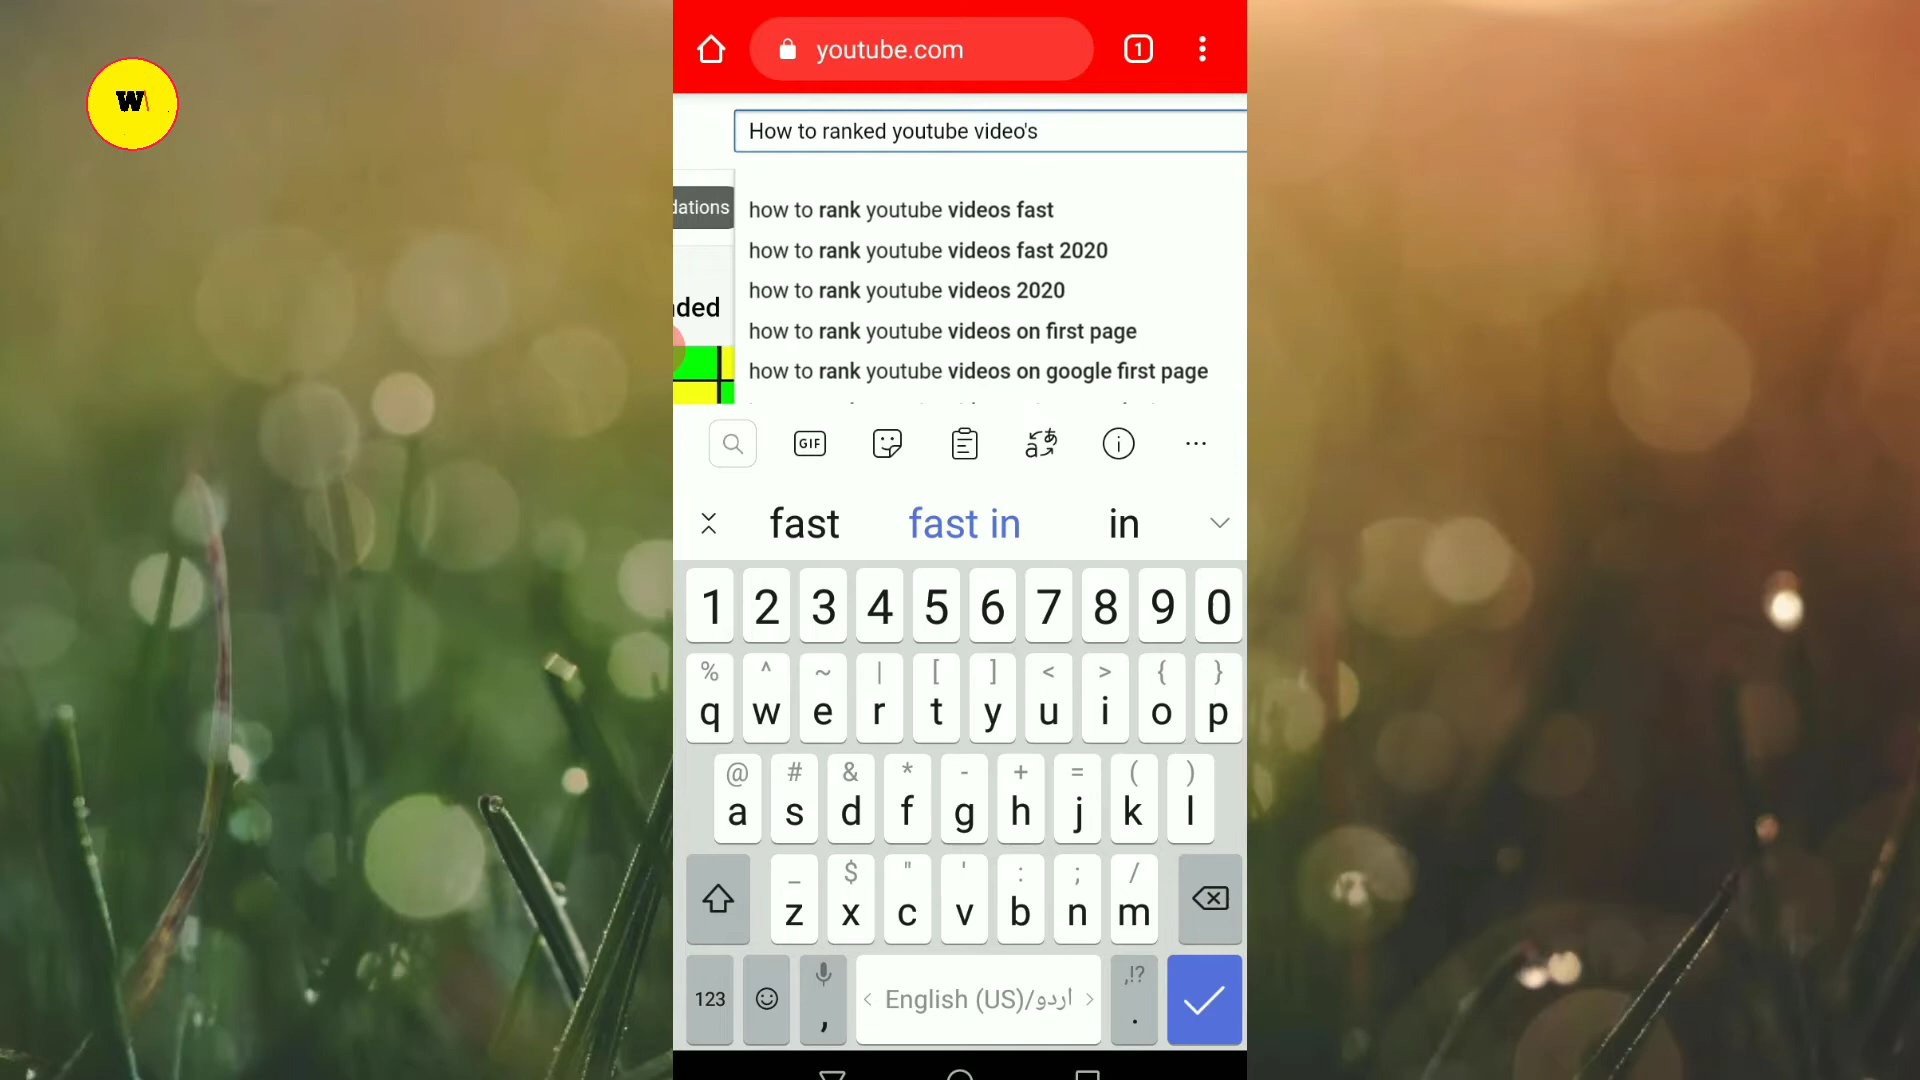 W
youtube.com
1
How to ranked youtube video's
dations
how to rank youtube videos fast
how to rank youtube videos fast 2020
how to rank youtube videos 2020
how to rank youtube videos on first page
how to rank youtube videos on google first page
nded
GIF
aあ
fast fast in in
1 2 3 4 5 6 7 8 9 0
% ^ ~ | [ ] < > { }
q w e r t y u i o p
@ # & * - + = ( )
a s d f g h j k l
_ $ " ' : ; /
z x c v b n m
,!?
123 , English (US)/اردو .